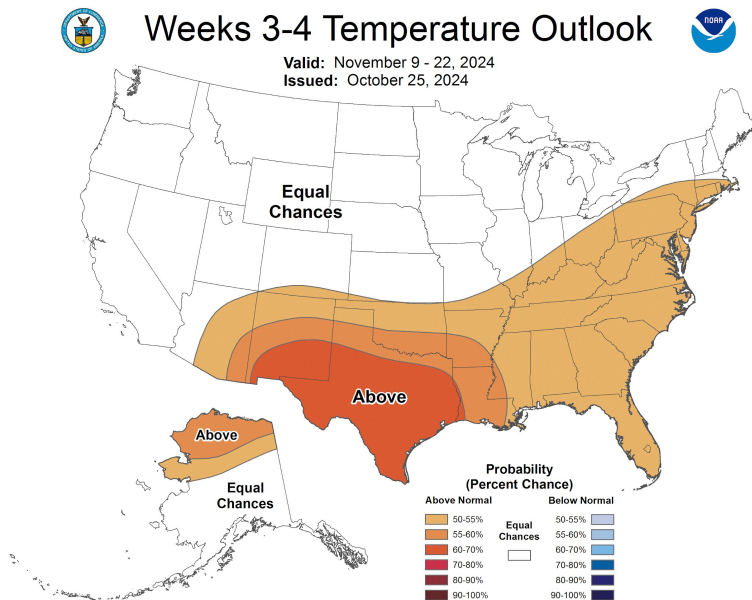 Weeks 3-4 Temperature Outlook
Valid: November 9 - 22, 2024
Issued: October 25, 2024
NOAA
Equal
Chances
Above
Above
Equal
Chances
Probability
(Percent Chance)
Above Normal
50-55%
55-60%
60-70%
70-80%
80-90%
90-100%
Equal
Chances
Below Normal
50-55%
55-60%
60-70%
70-80%
80-90%
90-100%